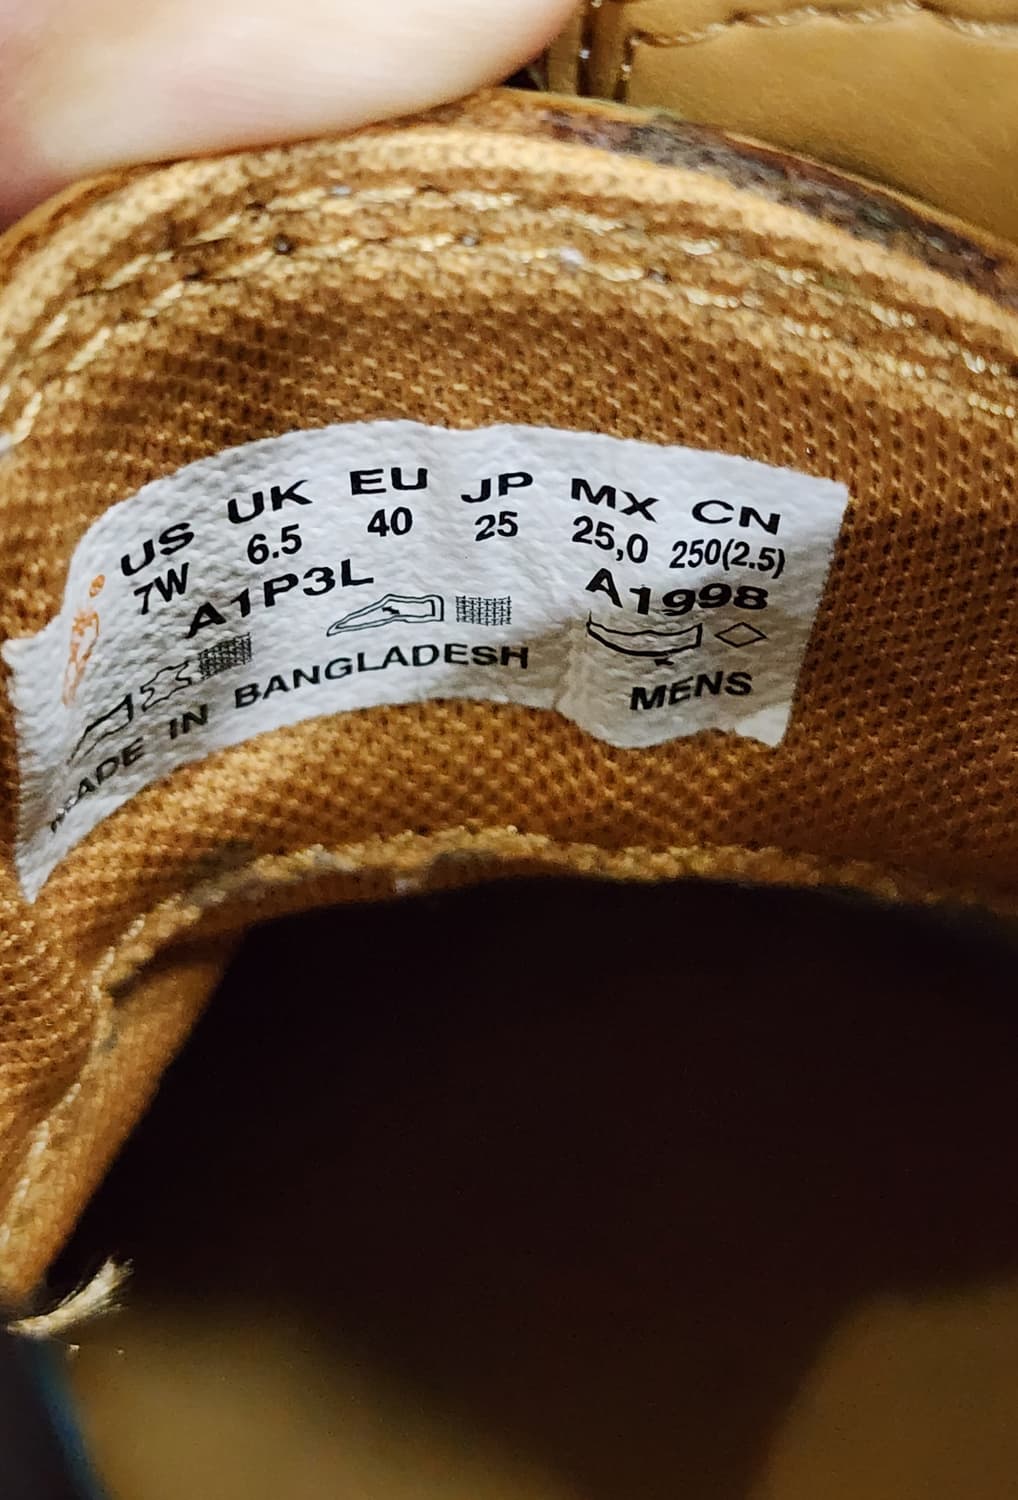 US UK EU JP MX CN
7W 6.5 40 25 25,0 250(2.5)
A1P3L A1998
MADE IN BANGLADESH MENS